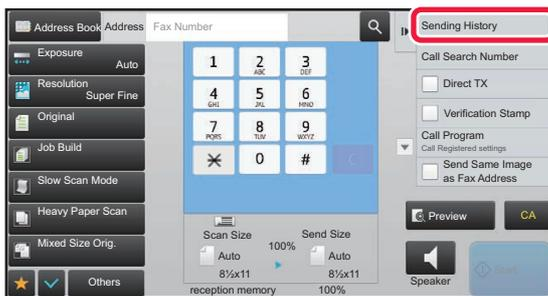 Address Book
Address
Fax Number
Sending History
Exposure
Auto
Resolution
Super Fine
Original
Job Build
Slow Scan Mode
Heavy Paper Scan
Mixed Size Orig.
Others
1
2
ABC
3
DEF
4
GHI
5
JKL
6
MNO
7
PQRS
8
TUV
9
WXYZ
0
#
C
Scan Size
Send Size
100%
Auto
Auto
8½x11
8½x11
reception memory
100%
Call Search Number
Direct TX
Verification Stamp
Call Program
Call Registered settings
Send Same Image
as Fax Address
Preview
CA
Speaker
Start